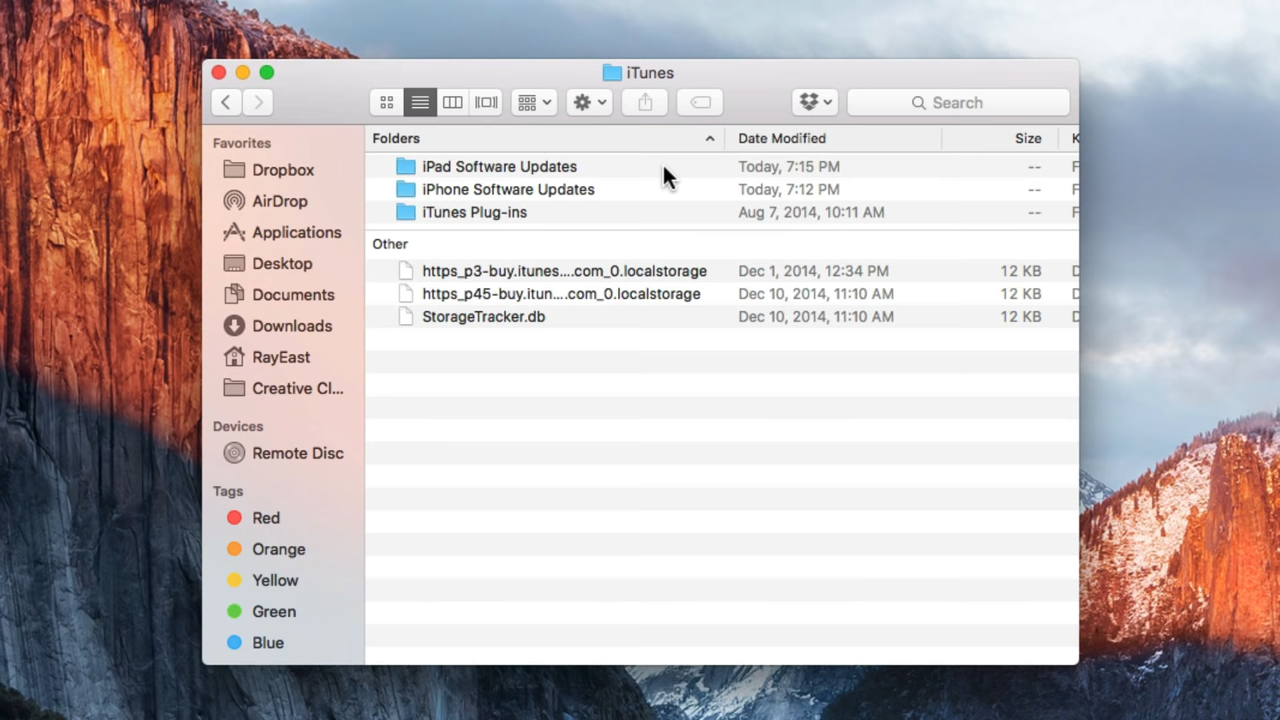 iTunes
Search
Favorites
Dropbox
AirDrop
Applications
Desktop
Documents
Downloads
RayEast
Creative Cl...
Devices
Remote Disc
Tags
Red
Orange
Yellow
Green
Blue
Folders Date Modified Size K
iPad Software Updates Today, 7:15 PM -- F
iPhone Software Updates Today, 7:12 PM -- F
iTunes Plug-ins Aug 7, 2014, 10:11 AM -- F
Other
https_p3-buy.itunes....com_0.localstorage Dec 1, 2014, 12:34 PM 12 KB D
https_p45-buy.itun....com_0.localstorage Dec 10, 2014, 11:10 AM 12 KB D
StorageTracker.db Dec 10, 2014, 11:10 AM 12 KB D